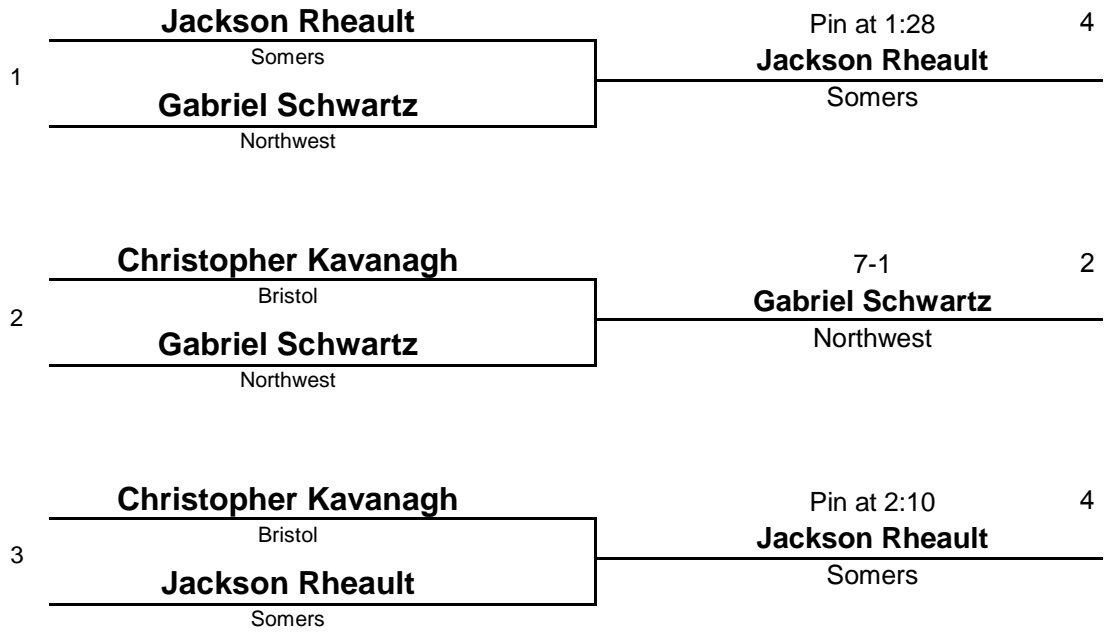 Jackson Rheault
Somers
1
Gabriel Schwartz
Northwest
Pin at 1:28 4
Jackson Rheault
Somers
Christopher Kavanagh
Bristol
2
Gabriel Schwartz
Northwest
7-1 2
Gabriel Schwartz
Northwest
Christopher Kavanagh
Bristol
3
Jackson Rheault
Somers
Pin at 2:10 4
Jackson Rheault
Somers